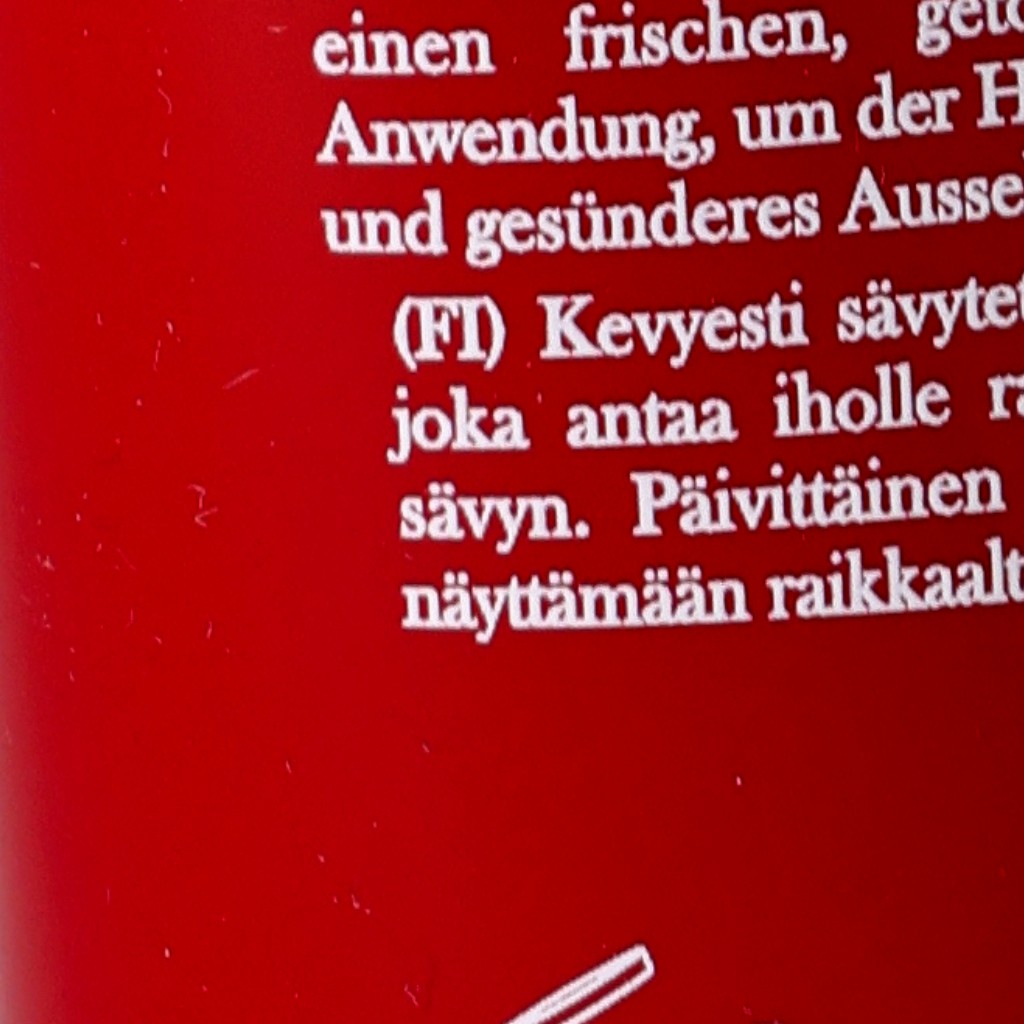 einen frischen,
Anwendung, um der
und gesünderes
(FI) Kevyesti
joka antaa iholle
sävyn. Päivittäinen
näyttämään